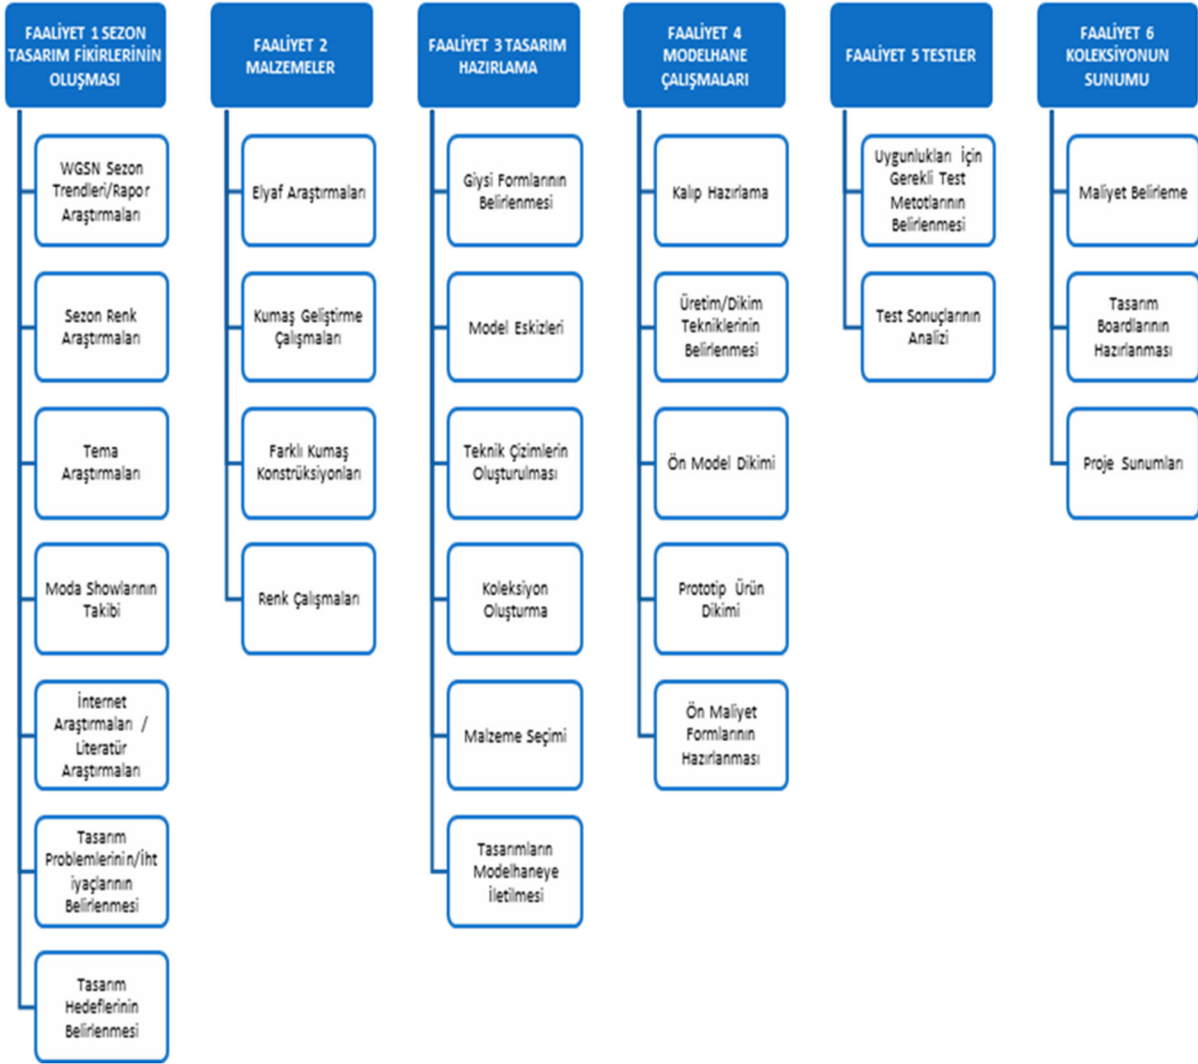 FAALİYET 1 SEZON
TASARIM FİKİRLERİNİN
OLUŞMASI
WGSN Sezon
Trendleri/Rapor
Araştırmaları
Sezon Renk
Araştırmaları
Tema
Araştırmaları
Moda Showlarının
Takibi
İnternet
Araştırmaları /
Literatür
Araştırmaları
Tasarım
Problemlerinin/İht
iyaçlarının
Belirlenmesi
Tasarım
Hedeflerinin
Belirlenmesi
FAALİYET 2
MALZEMELER
Elyaf Araştırmaları
Kumaş Geliştirme
Çalışmaları
Farklı Kumaş
Konstrüksiyonları
Renk Çalışmaları
FAALİYET 3 TASARIM
HAZIRLAMA
Giysi Formlarının
Belirlenmesi
Model Eskizleri
Teknik Çizimlerin
Oluşturulması
Koleksiyon
Oluşturma
Malzeme Seçimi
Tasarımların
Modelhaneye
İletilmesi
FAALİYET 4
MODELHANE
ÇALIŞMALARI
Kalıp Hazırlama
Üretim/Dikim
Tekniklerinin
Belirlenmesi
Ön Model Dikimi
Prototip Ürün
Dikimi
Ön Maliyet
Formlarının
Hazırlanması
FAALİYET 5 TESTLER
Uygunlukları İçin
Gerekli Test
Metotlarının
Belirlenmesi
Test Sonuçlarının
Analizi
FAALİYET 6
KOLEKSİYONUN
SUNUMU
Maliyet Belirleme
Tasarım
Boardlarının
Hazırlanması
Proje Sunumları